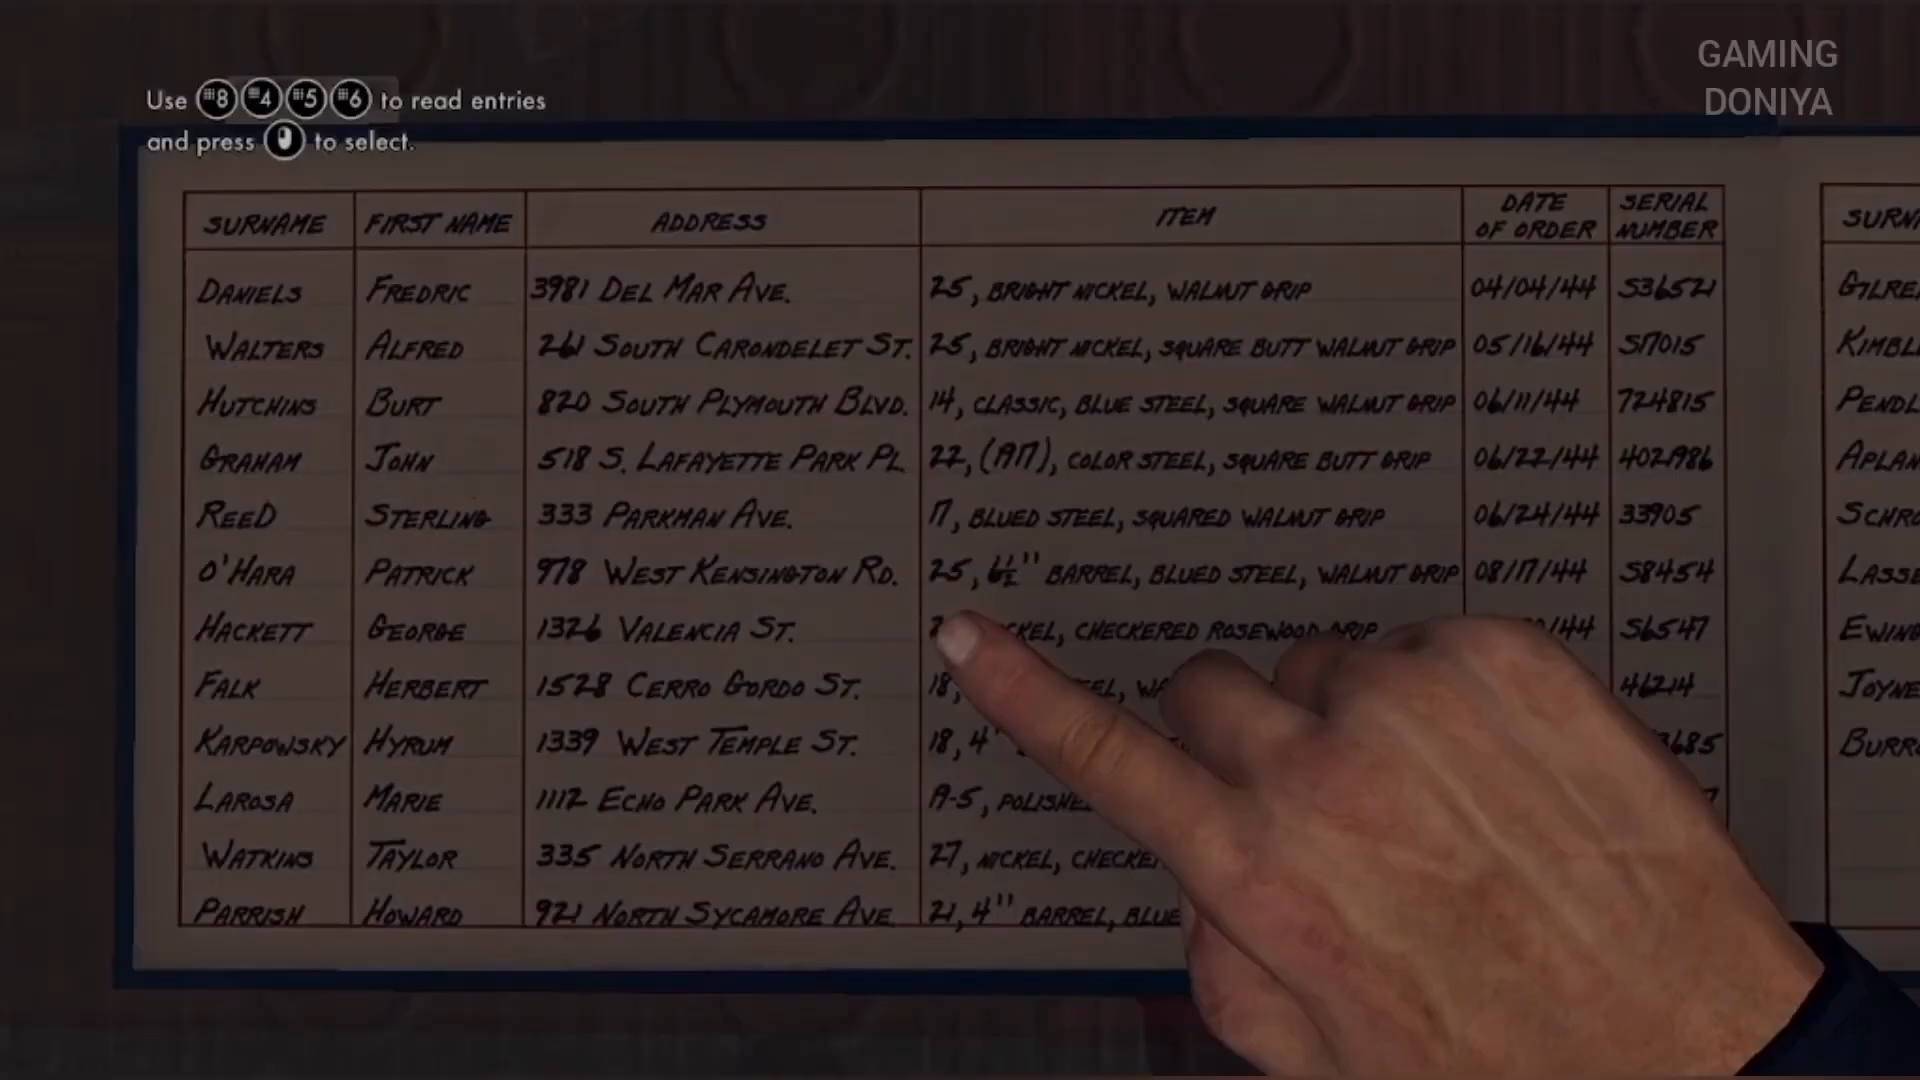 GAMING
DONIYA
Use 8 4 5 6 to read entries
and press to select.
SURNAME FIRST NAME ADDRESS ITEM DATE OF ORDER SERIAL NUMBER
DANIELS FREDRIC 3981 DEL MAR AVE. 25, BRIGHT NICKEL, WALNUT GRIP 04/04/44 S36521
WALTERS ALFRED 261 SOUTH CARONDELET ST. 25, BRIGHT NICKEL, SQUARE BUTT WALNUT GRIP 05/16/44 S17015
HUTCHINS BURT 820 SOUTH PLYMOUTH BLVD. 14, CLASSIC, BLUE STEEL, SQUARE WALNUT GRIP 06/11/44 724815
GRAHAM JOHN 518 S. LAFAYETTE PARK PL 22, (1917), COLOR STEEL, SQUARE BUTT GRIP 06/22/44 402986
REED STERLING 333 PARKMAN AVE. 17, BLUED STEEL, SQUARED WALNUT GRIP 06/24/44 33905
O'HARA PATRICK 978 WEST KENSINGTON RD. 25, 6½" BARREL, BLUED STEEL, WALNUT GRIP 08/17/44 S8454
HACKETT GEORGE 1326 VALENCIA ST. CHECKERED ROSEWOOD GRIP /44 S6547
FALK HERBERT 1528 CERRO GORDO ST. 18, 46214
KARPOWSKY HYRUM 1339 WEST TEMPLE ST. 18, 4"
LAROSA MARIE 1112 ECHO PARK AVE. A-5,
WATKINS TAYLOR 335 NORTH SERRANO AVE. 27, NICKEL,
PARRISH HOWARD 921 NORTH SYCAMORE AVE. 21, 4" BARREL, BLUE